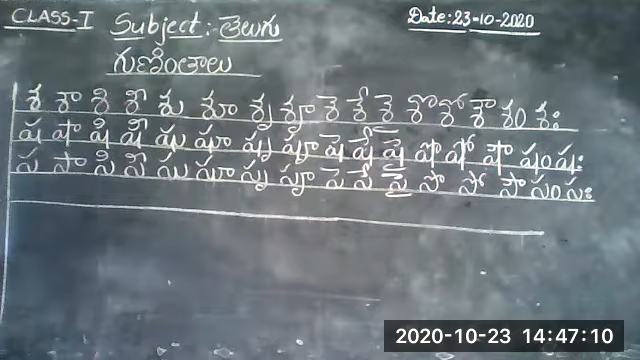 CLASS-I Subject:- తెలుగు Date:23-10-2020
గుణింతాలు
శ శా శి శీ శు శూ శృ శౄ శె శే శై శొ శో శౌ శం శః
ష షా షి షీ షు షూ షృ షౄ షె షే షై షొ షో షౌ షం షః
స సా సి సీ సు సూ సృ సౄ సె సే సై సొ సో సౌ సం సః
2020-10-23 14:47:10